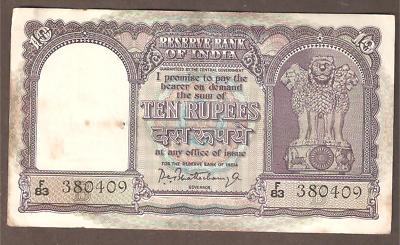 10 10
RESERVE BANK
OF INDIA
GUARANTEED BY THE CENTRAL GOVERNMENT
I promise to pay the
bearer on demand
the sum of
TEN RUPEES
दस रुपये
at any office of issue
FOR THE RESERVE BANK OF INDIA
GOVERNOR
F/63 380409 F/63 380409